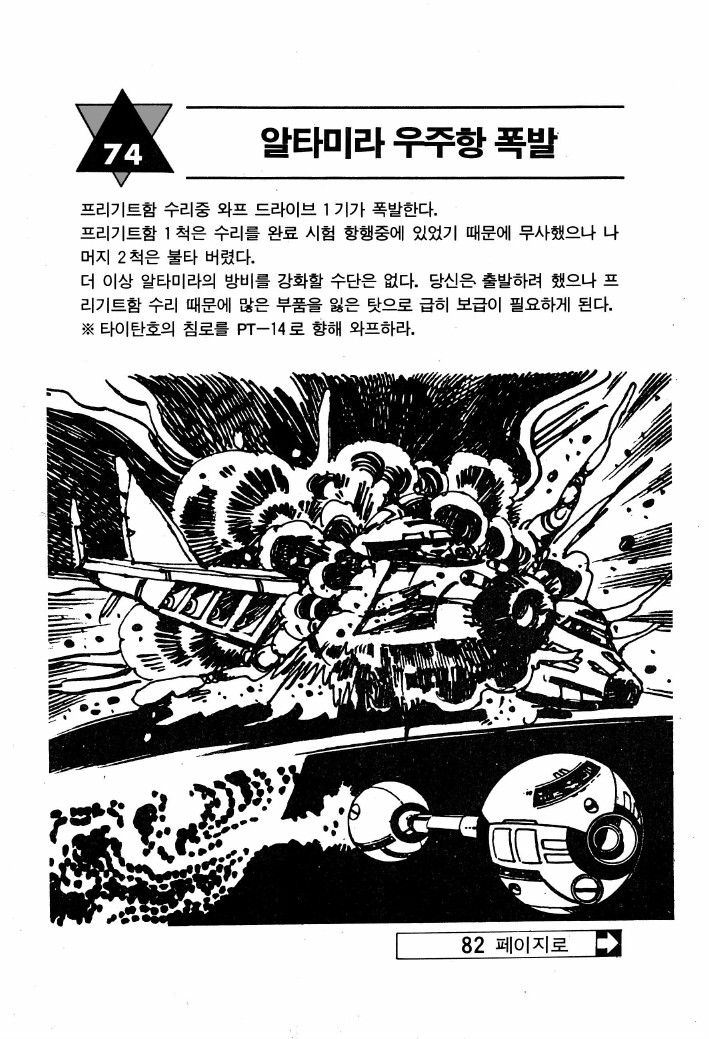 74
알타미라 우주항 폭발
프리기트함 수리중 와프 드라이브 1기가 폭발한다.
프리기트함 1척은 수리를 완료 시험 항행중에 있었기 때문에 무사했으나 나
머지 2척은 불타 버렸다.
더 이상 알타미라의 방비를 강화할 수단은 없다. 당신은 출발하려 했으나 프
리기트함 수리 때문에 많은 부품을 잃은 탓으로 급히 보급이 필요하게 된다.
※ 타이탄호의 침로를 PT—14로 향해 와프하라.
82 페이지로